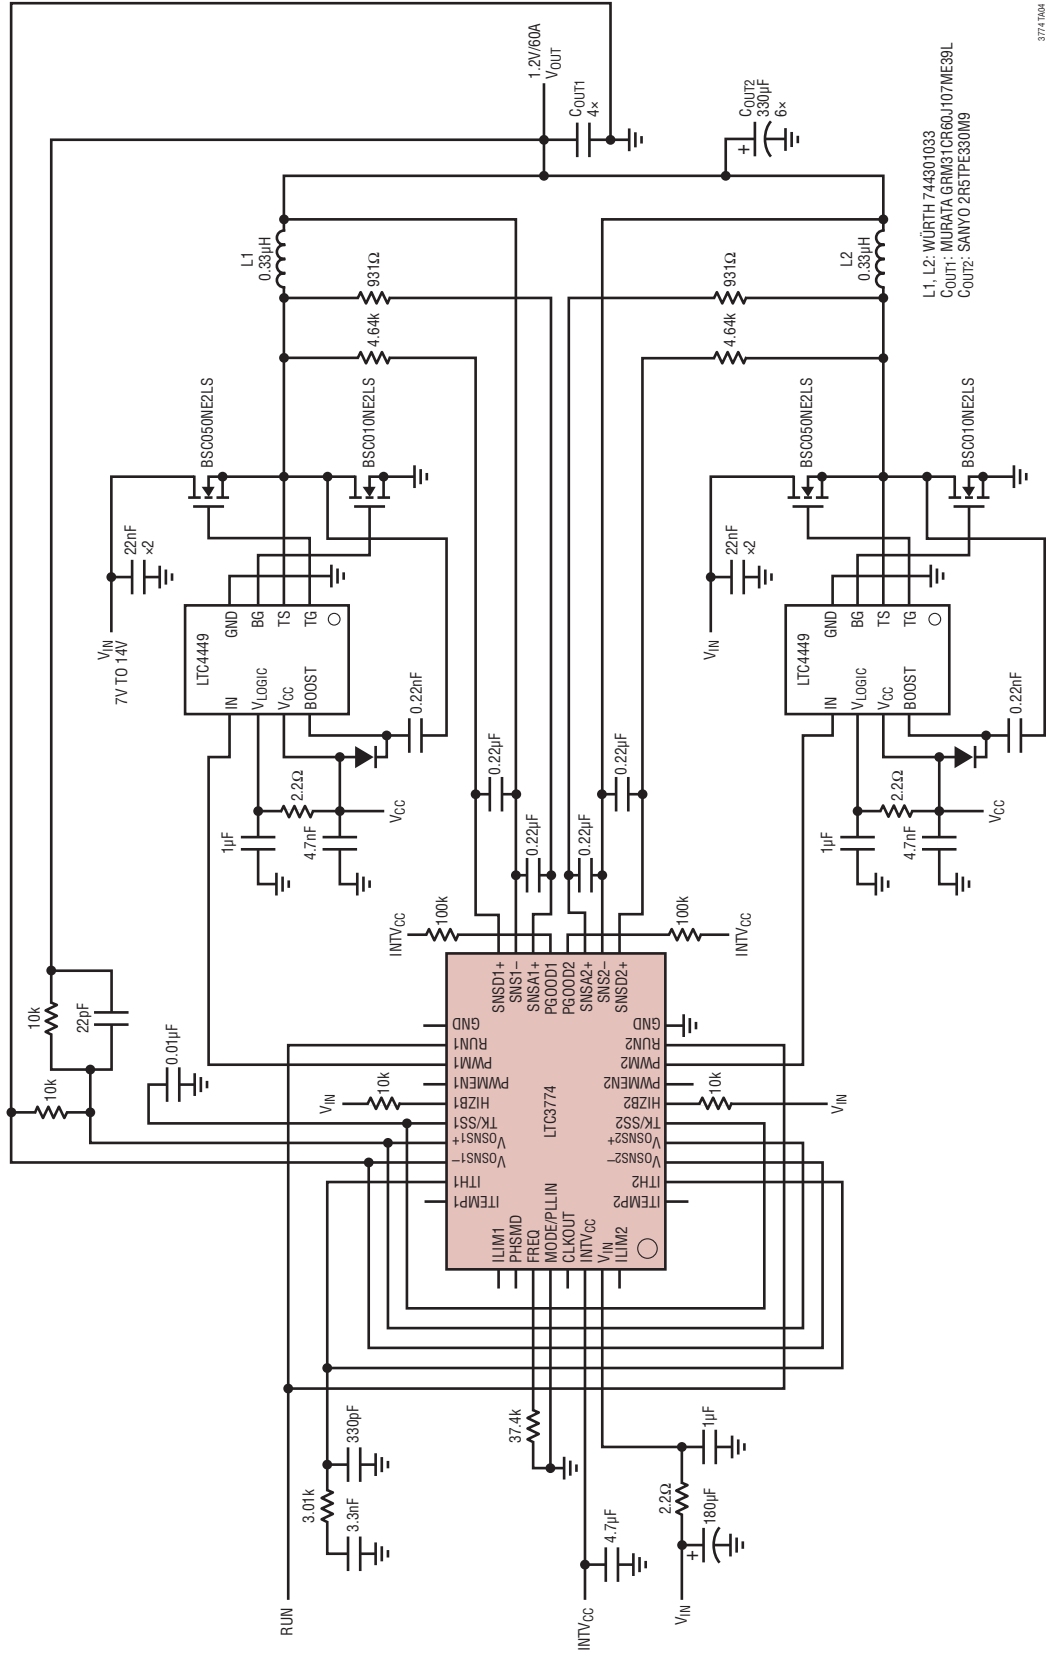 3774 TA04
1.2V/60A
VOUT
COUT1
4×
COUT2
330µF
6×
+
L1, L2: WÜRTH 744301033
COUT1: MURATA GRM31CR60J107ME39L
COUT2: SANYO 2R5TPE330M9
L1
0.33µH
931Ω
4.64k
931Ω
4.64k
L2
0.33µH
BSC050NE2LS
BSC010NE2LS
BSC050NE2LS
BSC010NE2LS
VIN
7V TO 14V
22nF
×2
VIN
22nF
×2
LTC4449
GND
BG
TS
TG
IN
VLOGIC
VCC
BOOST
LTC4449
GND
BG
TS
TG
IN
VLOGIC
VCC
BOOST
0.22nF
0.22nF
2.2Ω
1µF
4.7nF
VCC
2.2Ω
1µF
4.7nF
VCC
0.22µF
0.22µF
0.22µF
0.22µF
INTVCC
100k
100k
INTVCC
10k
22pF
10k
0.01µF
VIN
10k
10k
VIN
SNSD1+
SNS1–
SNSA1+
PGOOD1
PGOOD2
SNSA2+
SNS2–
SNSD2+
GND
RUN1
PWM1
PWMEN1
HIZB1
TK/SS1
VOSNS1+
VOSNS1–
ITH1
ITEMP1
LTC3774
GND
RUN2
PWM2
PWMEN2
HIZB2
TK/SS2
VOSNS2+
VOSNS2–
ITH2
ITEMP2
ILIM1
PHSMD
FREQ
MODE/PLLIN
CLKOUT
INTVCC
VIN
ILIM2
RUN
3.01k
330pF
3.3nF
37.4k
INTVCC
4.7µF
VIN
2.2Ω
1µF
180µF
+